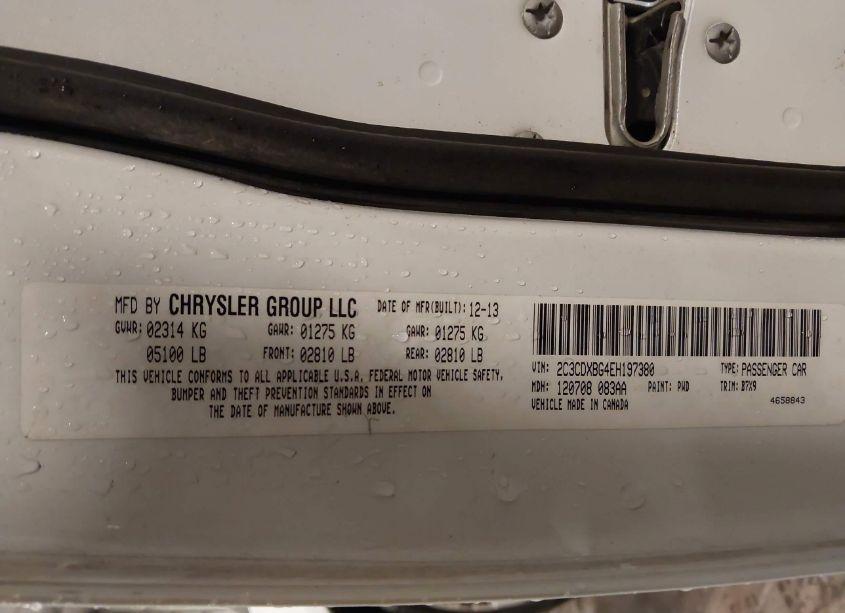 MFD BY CHRYSLER GROUP LLC DATE OF MFR(BUILT): 12-13
GVWR: 02314 KG GAWR: 01275 KG GAWR: 01275 KG
05100 LB FRONT: 02810 LB REAR: 02810 LB
THIS VEHICLE CONFORMS TO ALL APPLICABLE U.S.A. FEDERAL MOTOR VEHICLE SAFETY,
BUMPER AND THEFT PREVENTION STANDARDS IN EFFECT ON
THE DATE OF MANUFACTURE SHOWN ABOVE.
VIN: 2C3CDXBG4EH197380 TYPE: PASSENGER CAR
MDH: 120708 083AA PAINT: PWD TRIM: B7X9
VEHICLE MADE IN CANADA 4658843